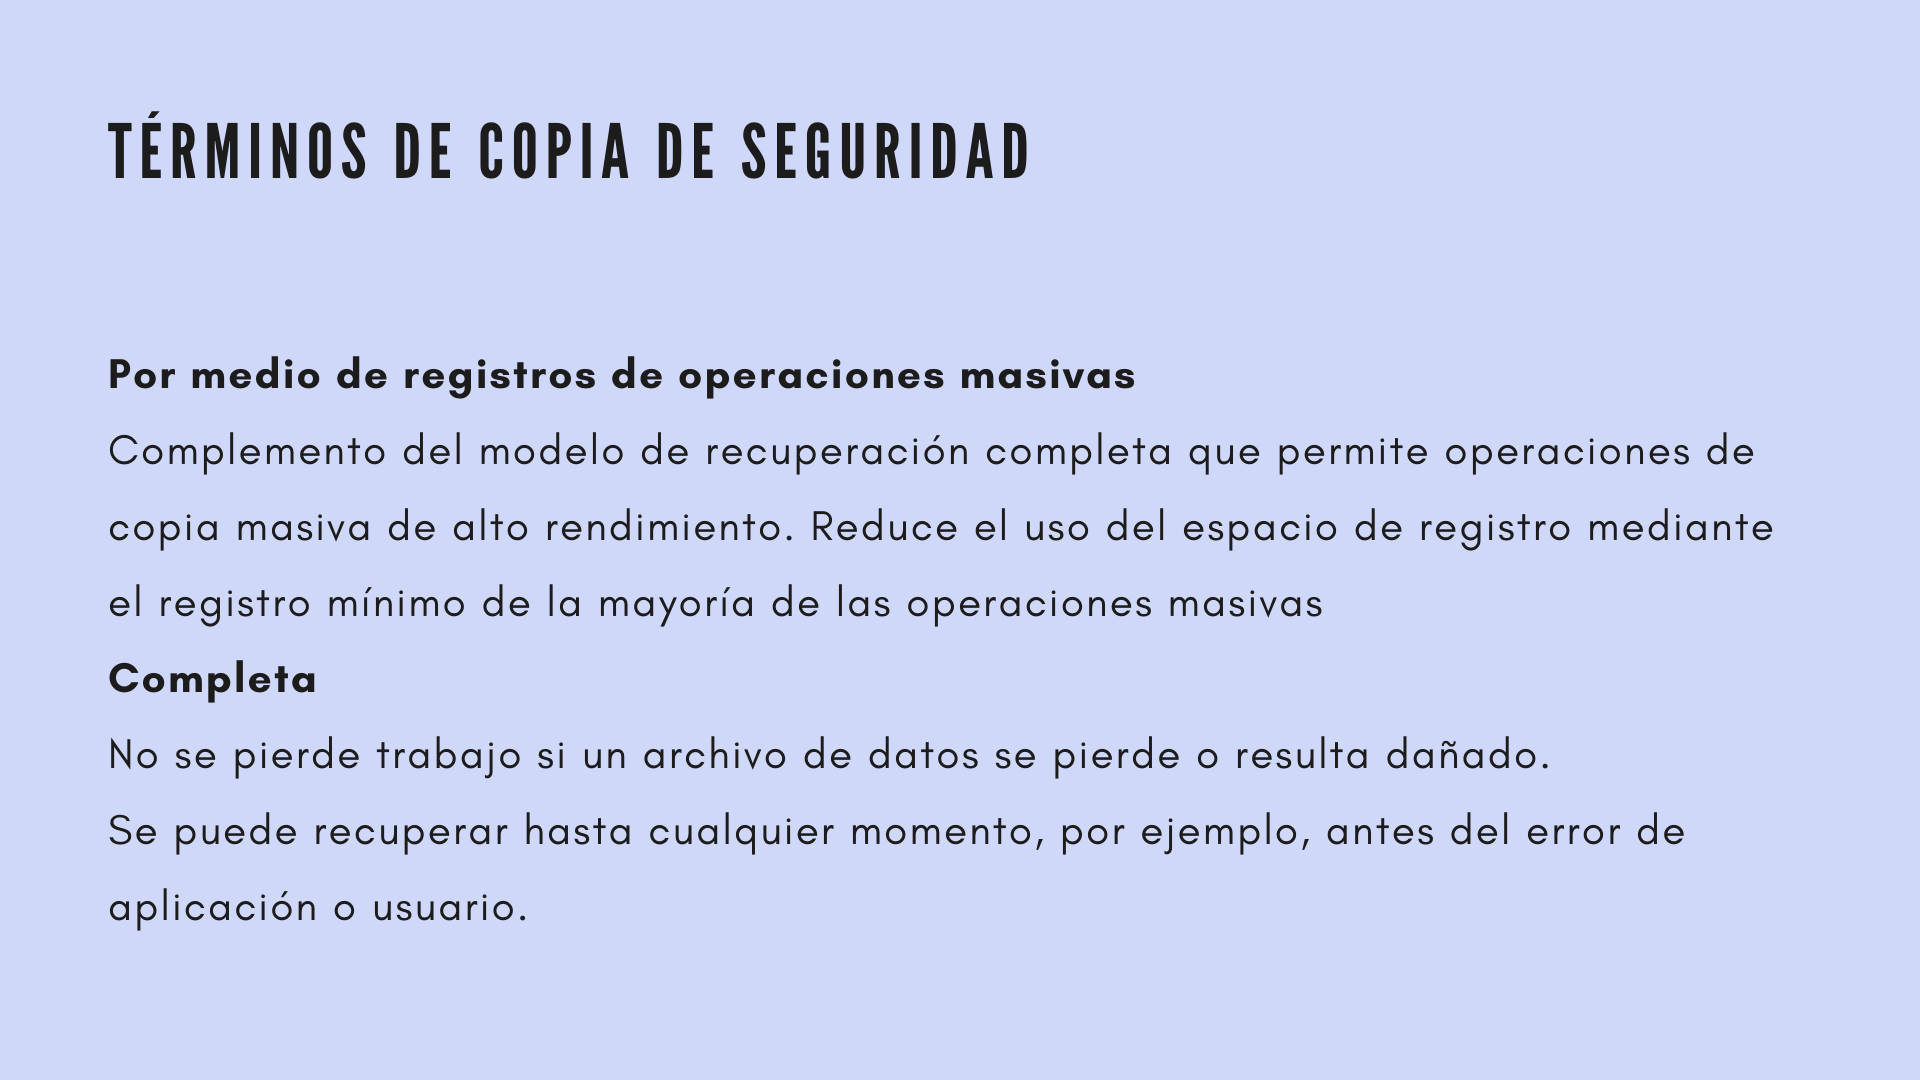 TÉRMINOS DE COPIA DE SEGURIDAD
Por medio de registros de operaciones masivas
Complemento del modelo de recuperación completa que permite operaciones de
copia masiva de alto rendimiento. Reduce el uso del espacio de registro mediante
el registro mínimo de la mayoría de las operaciones masivas
Completa
No se pierde trabajo si un archivo de datos se pierde o resulta dañado.
Se puede recuperar hasta cualquier momento, por ejemplo, antes del error de
aplicación o usuario.